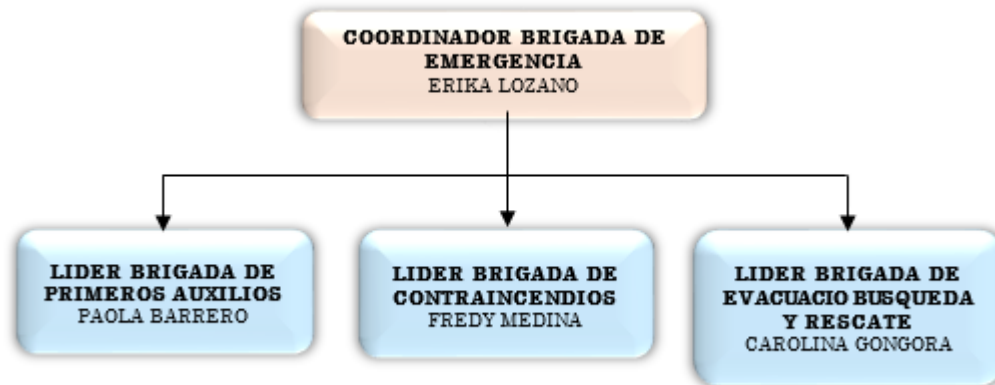 COORDINADOR BRIGADA DE
EMERGENCIA
ERIKA LOZANO
LIDER BRIGADA DE
PRIMEROS AUXILIOS
PAOLA BARRERO
LIDER BRIGADA DE
CONTRAINCENDIOS
FREDY MEDINA
LIDER BRIGADA DE
EVACUACIO BUSQUEDA
Y RESCATE
CAROLINA GONGORA